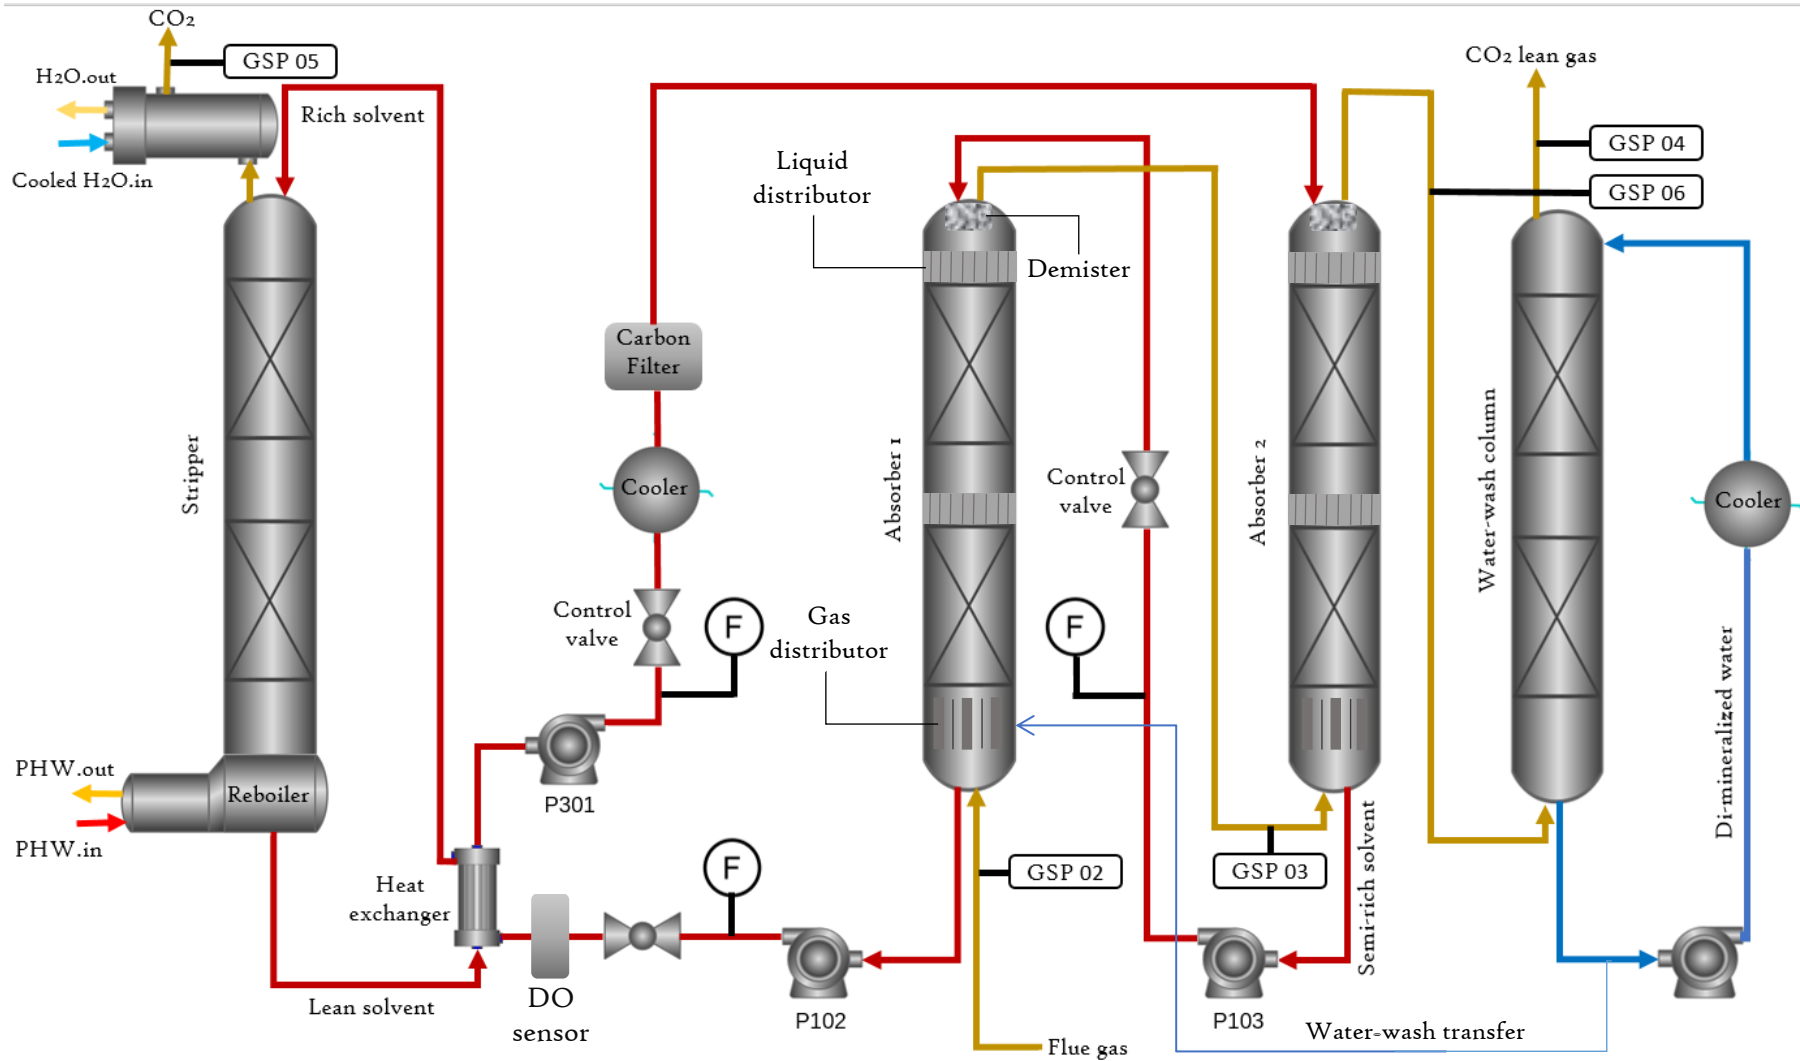 CO2
GSP 05
H2O.out
Cooled H2O.in
Rich solvent
Stripper
PHW.out
Reboiler
PHW.in
Lean solvent
Heat
exchanger
P301
Control
valve
F
Cooler
Carbon
Filter
DO
sensor
F
P102
Liquid
distributor
Demister
Absorber 1
Gas
distributor
GSP 02
Flue gas
Control
valve
F
Absorber 2
GSP 03
Semi-rich solvent
P103
Water-wash transfer
CO2 lean gas
GSP 04
GSP 06
Water-wash column
Cooler
Di-mineralized water